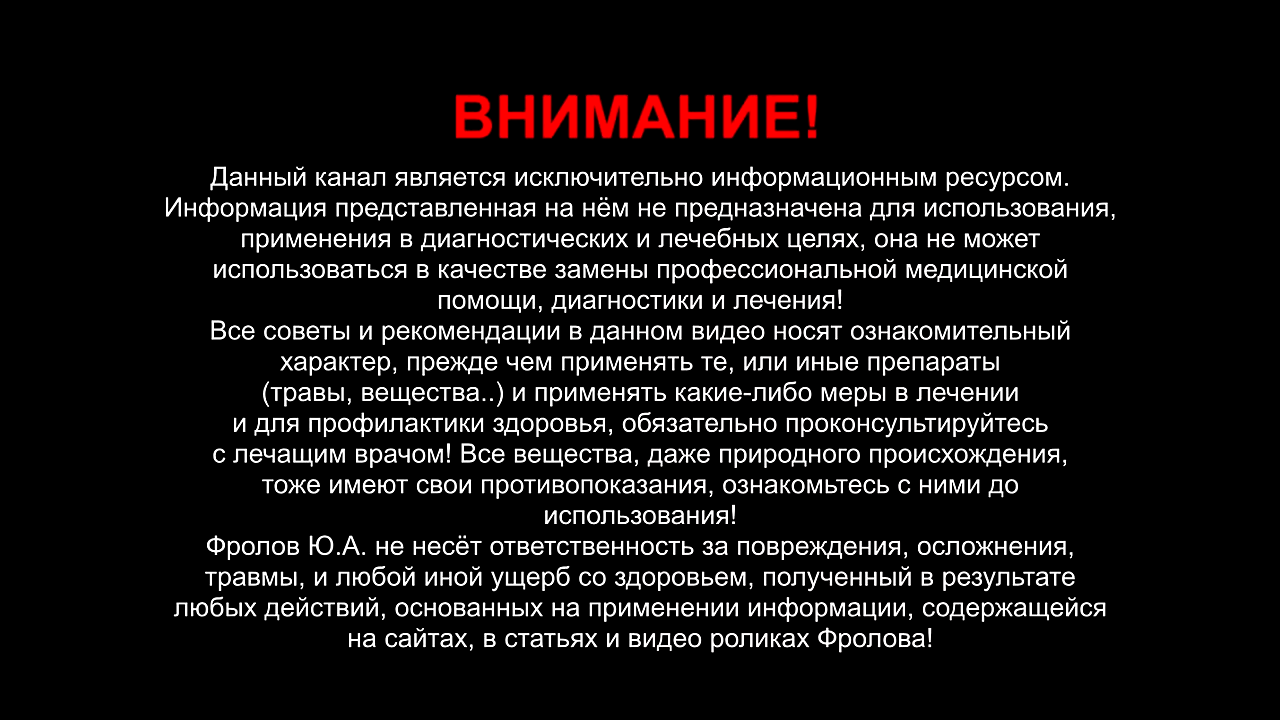 ВНИМАНИЕ!
Данный канал является исключительно информационным ресурсом.
Информация представленная на нём не предназначена для использования,
применения в диагностических и лечебных целях, она не может
использоваться в качестве замены профессиональной медицинской
помощи, диагностики и лечения!
Все советы и рекомендации в данном видео носят ознакомительный
характер, прежде чем применять те, или иные препараты
(травы, вещества..) и применять какие-либо меры в лечении
и для профилактики здоровья, обязательно проконсультируйтесь
с лечащим врачом! Все вещества, даже природного происхождения,
тоже имеют свои противопоказания, ознакомьтесь с ними до
использования!
Фролов Ю.А. не несёт ответственность за повреждения, осложнения,
травмы, и любой иной ущерб со здоровьем, полученный в результате
любых действий, основанных на применении информации, содержащейся
на сайтах, в статьях и видео роликах Фролова!